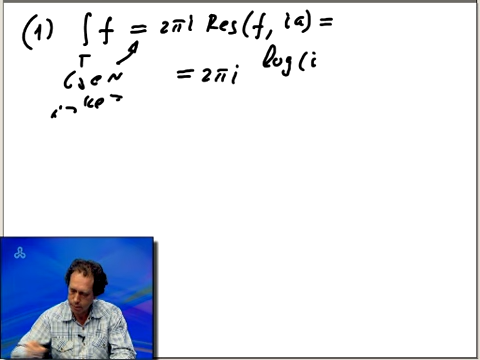 (1) ∫ f = 2πi Res(f, ia) =
Γ
= 2πi log(i